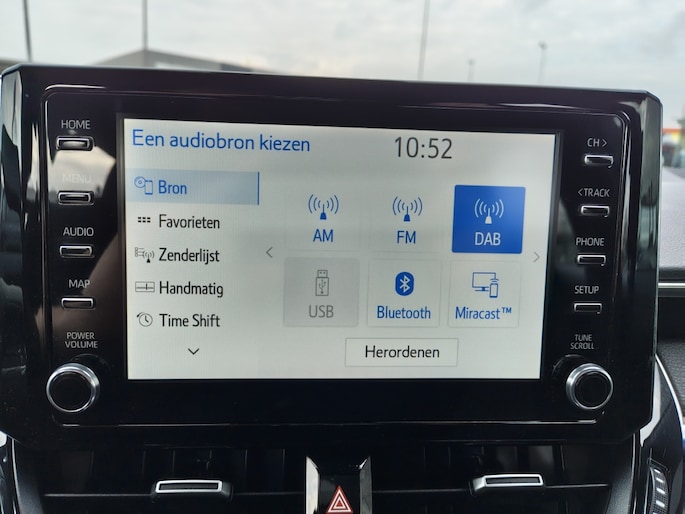 HOME
MENU
AUDIO
MAP
POWER
VOLUME
Een audiobron kiezen
10:52
Bron
Favorieten
Zenderlijst
Handmatig
Time Shift
AM
FM
DAB
USB
Bluetooth
Miracast™
Herordenen
CH >
< TRACK
PHONE
SETUP
TUNE
SCROLL